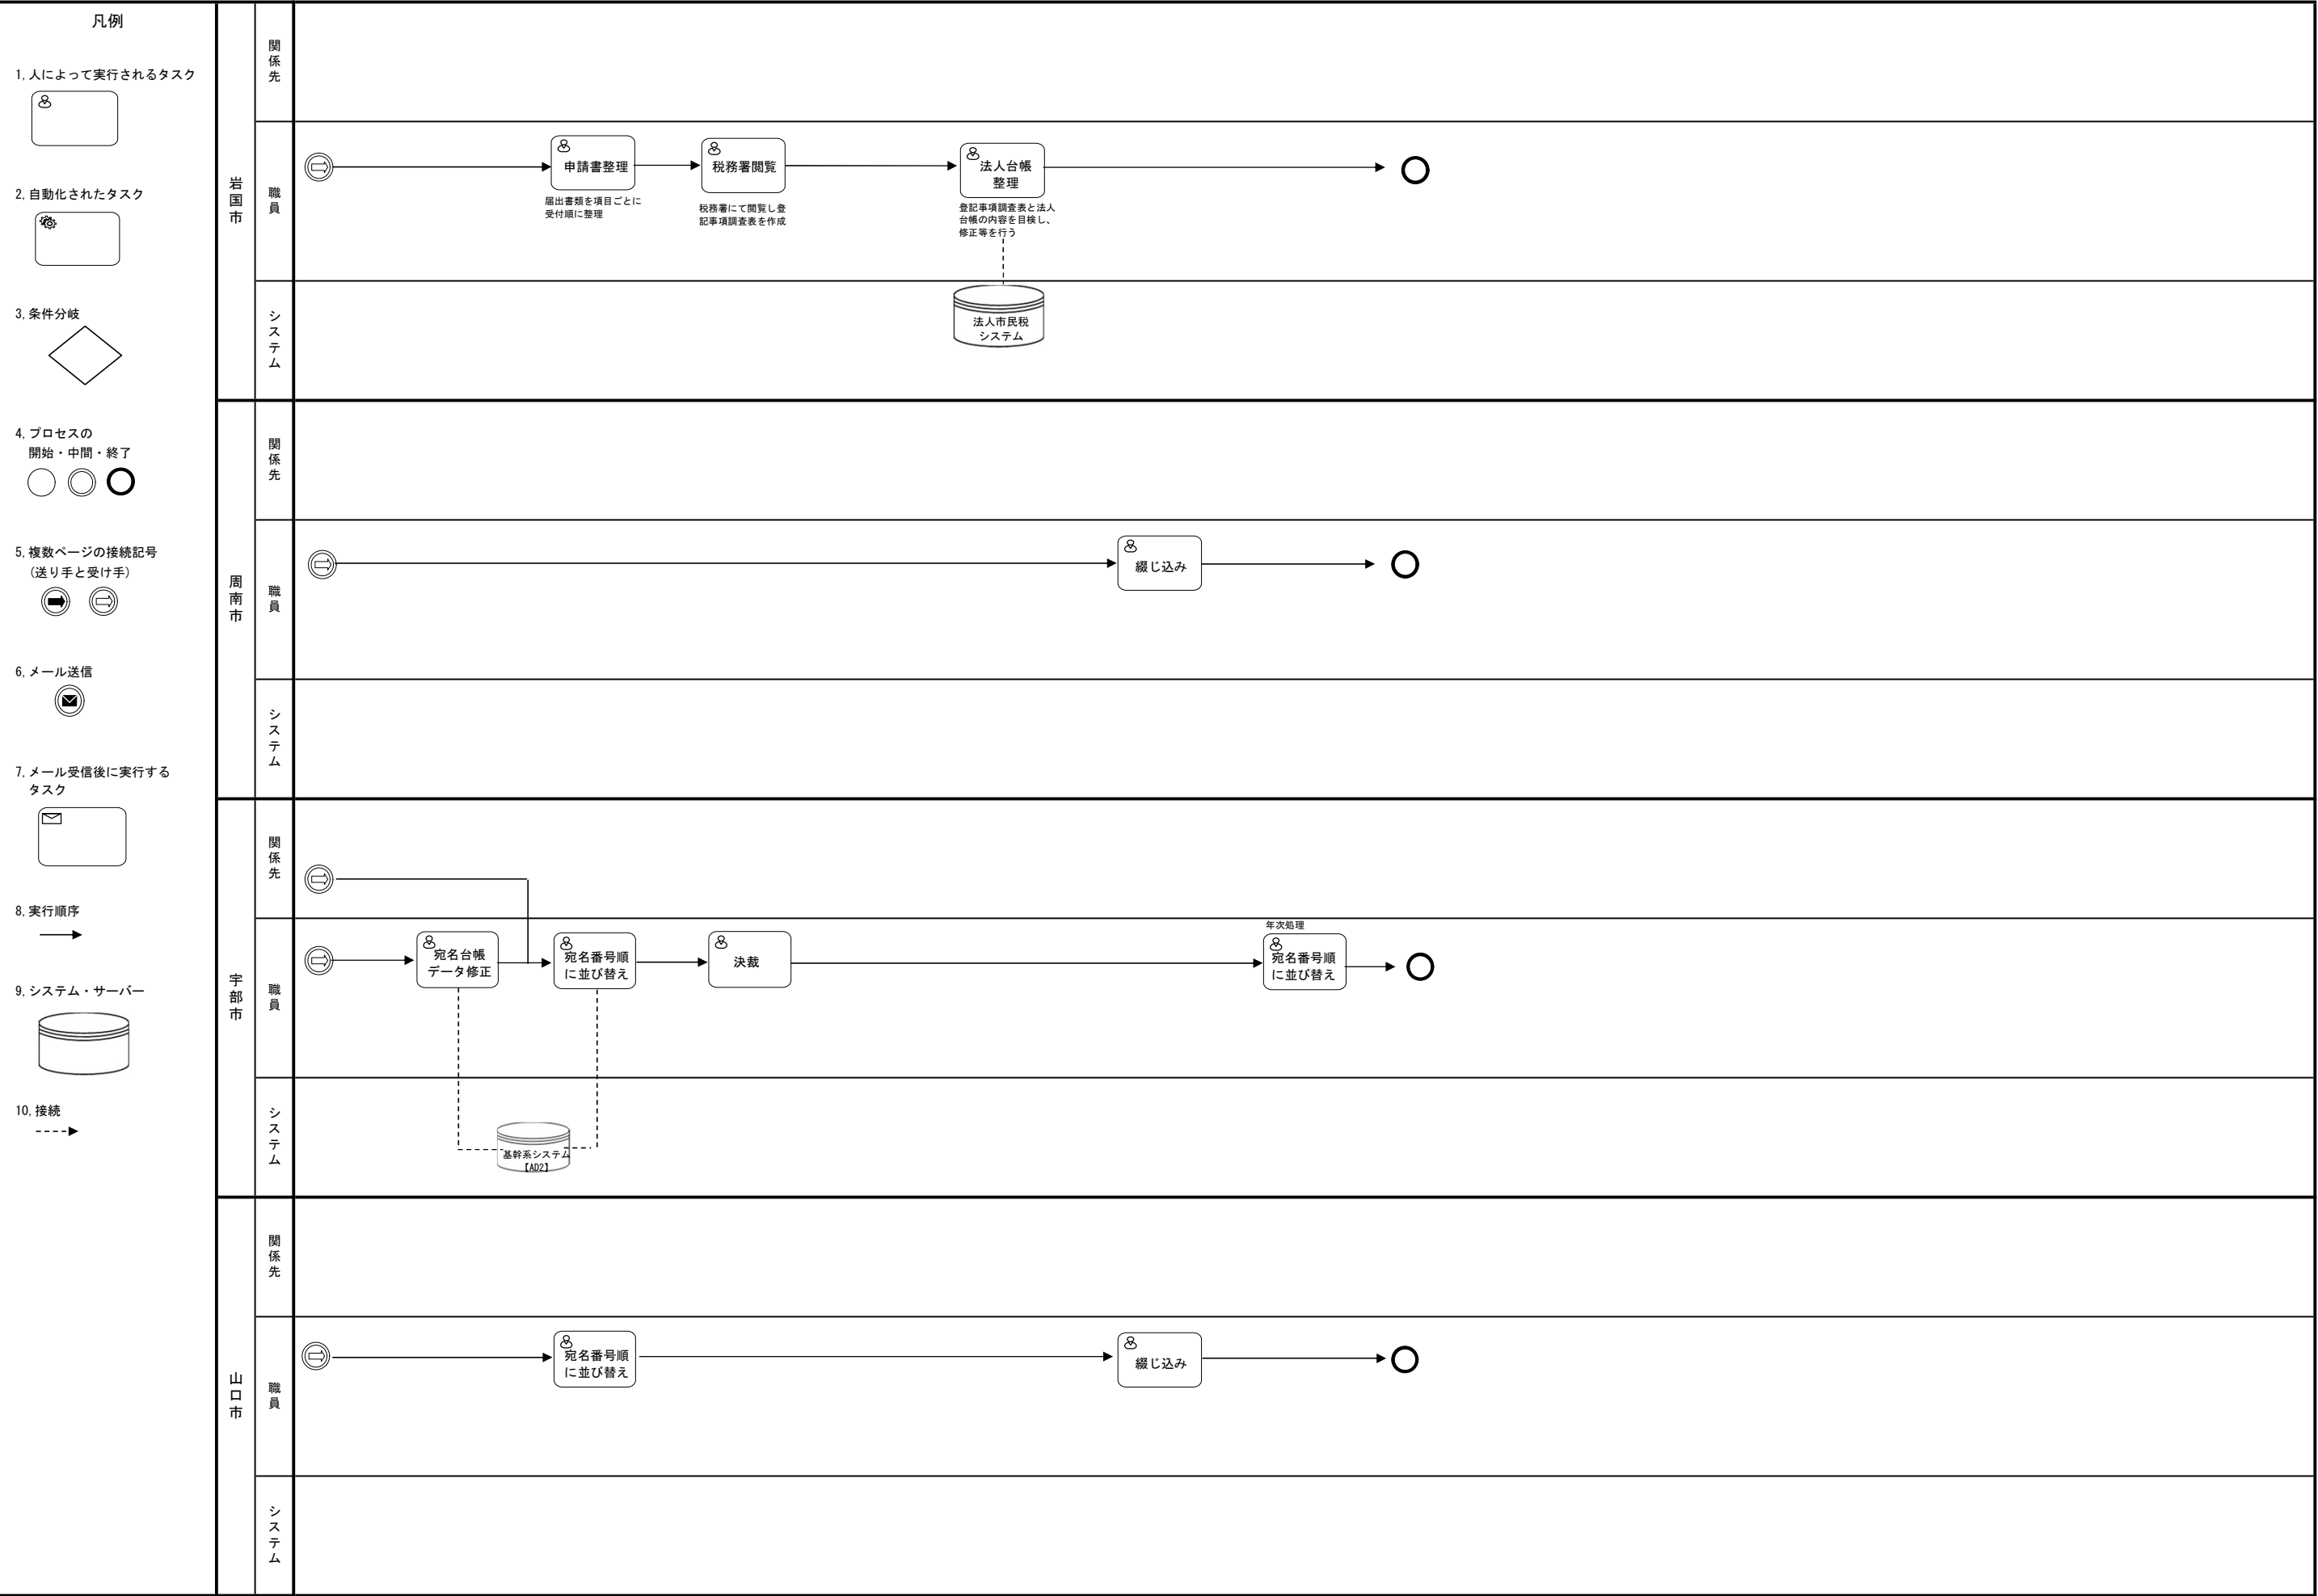 凡例
1,人によって実行されるタスク
2,自動化されたタスク
3,条件分岐
4,プロセスの
開始・中間・終了
5,複数ページの接続記号
(送り手と受け手)
6,メール送信
7,メール受信後に実行する
タスク
8,実行順序
9,システム・サーバー
10,接続
岩国市
関係先
職員
申請書整理
届出書類を項目ごとに
受付順に整理
税務署閲覧
税務署にて閲覧し登
記事項調査表を作成
法人台帳
整理
登記事項調査表と法人
台帳の内容を目検し、
修正等を行う
システム
法人市民税
システム
周南市
関係先
職員
綴じ込み
システム
宇部市
関係先
職員
宛名台帳
データ修正
宛名番号順
に並び替え
決裁
年次処理
宛名番号順
に並び替え
システム
基幹系システム
【AD2】
山口市
関係先
職員
宛名番号順
に並び替え
綴じ込み
システム